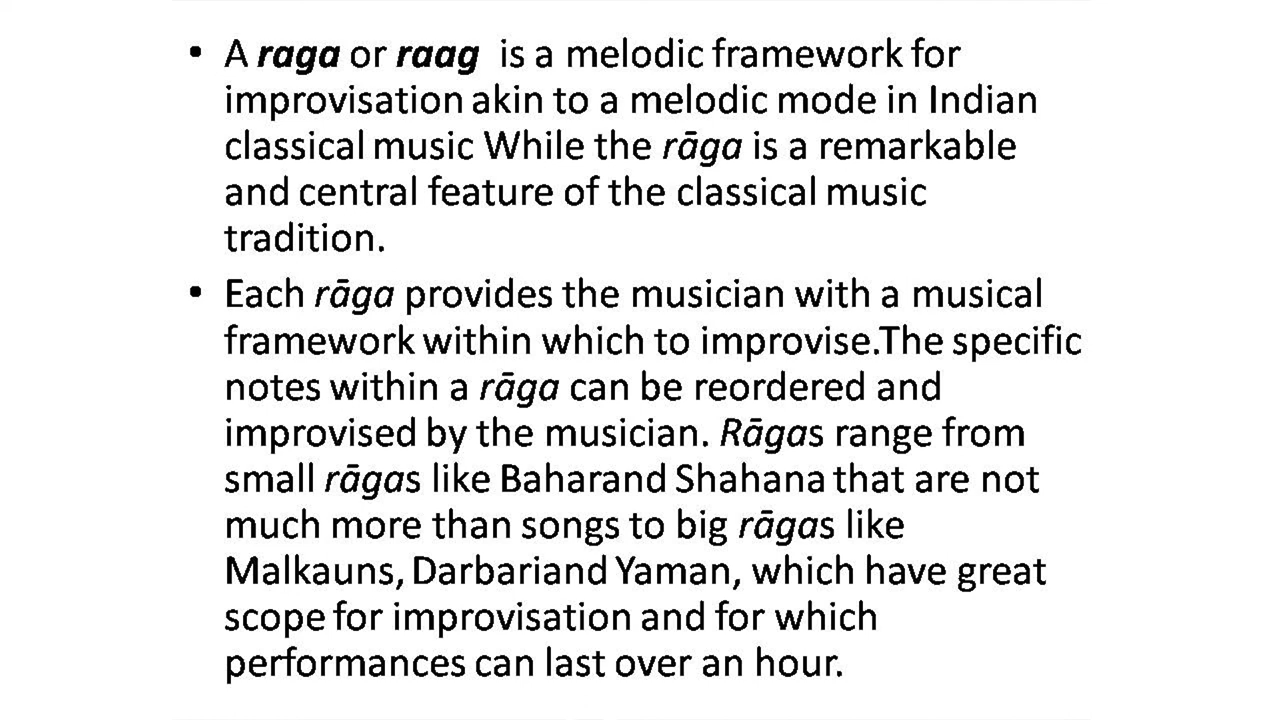 • A raga or raag is a melodic framework for
improvisation akin to a melodic mode in Indian
classical music While the rāga is a remarkable
and central feature of the classical music
tradition.
• Each rāga provides the musician with a musical
framework within which to improvise.The specific
notes within a rāga can be reordered and
improvised by the musician. Rāgas range from
small rāgas like Baharand Shahana that are not
much more than songs to big rāgas like
Malkauns, Darbariand Yaman, which have great
scope for improvisation and for which
performances can last over an hour.